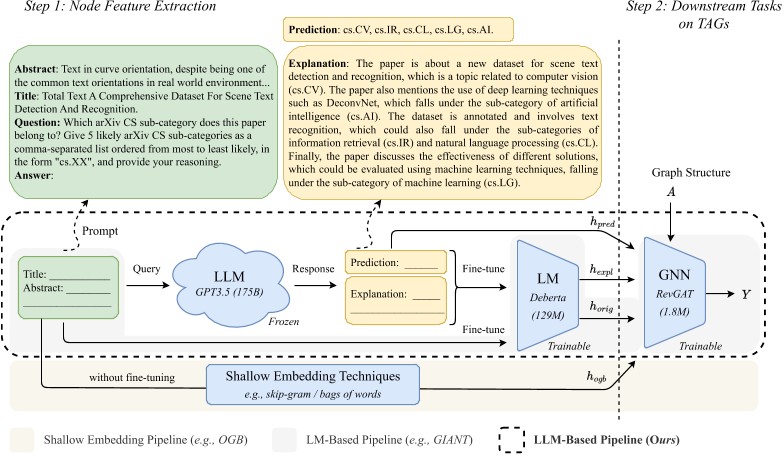 Step 1: Node Feature Extraction
Step 2: Downstream Tasks
on TAGs
Prediction: cs.CV, cs.IR, cs.CL, cs.LG, cs.AI.
Abstract: Text in curve orientation, despite being one of
the common text orientations in real world environment...
Title: Total Text A Comprehensive Dataset For Scene Text
Detection And Recognition.
Question: Which arXiv CS sub-category does this paper
belong to? Give 5 likely arXiv CS sub-categories as a
comma-separated list ordered from most to least likely, in
the form "cs.XX", and provide your reasoning.
Answer:
Explanation: The paper is about a new dataset for scene text
detection and recognition, which is a topic related to computer vision
(cs.CV). The paper also mentions the use of deep learning techniques
such as DeconvNet, which falls under the sub-category of artificial
intelligence (cs.AI). The dataset is annotated and involves text
recognition, which could also fall under the sub-categories of
information retrieval (cs.IR) and natural language processing (cs.CL).
Finally, the paper discusses the effectiveness of different solutions,
which could be evaluated using machine learning techniques, falling
under the sub-category of machine learning (cs.LG).
Graph Structure
A
Prompt
h_pred
Title: ___________
Abstract: ________
Query
LLM
GPT3.5 (175B)
Frozen
Response
Prediction: ______
Explanation: _____
Fine-tune
Fine-tune
LM
Deberta
(129M)
Trainable
h_expl
h_orig
GNN
RevGAT
(1.8M)
Trainable
Y
without fine-tuning
Shallow Embedding Techniques
e.g., skip-gram / bags of words
h_ogb
Shallow Embedding Pipeline (e.g., OGB)
LM-Based Pipeline (e.g., GIANT)
LLM-Based Pipeline (Ours)